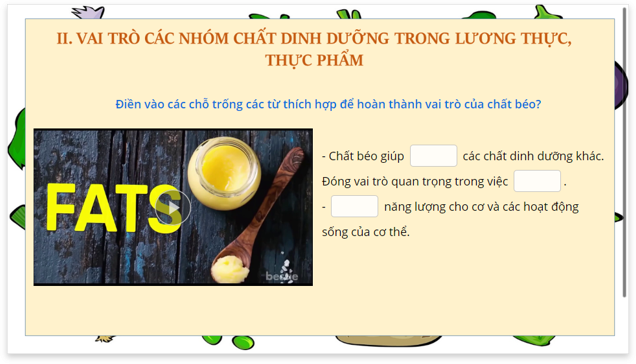 II. VAI TRÒ CÁC NHÓM CHẤT DINH DƯỠNG TRONG LƯƠNG THỰC,
THỰC PHẨM
Điền vào các chỗ trống các từ thích hợp để hoàn thành vai trò của chất béo?
FATS
- Chất béo giúp các chất dinh dưỡng khác.
Đóng vai trò quan trọng trong việc .
- năng lượng cho cơ và các hoạt động
sống của cơ thể.